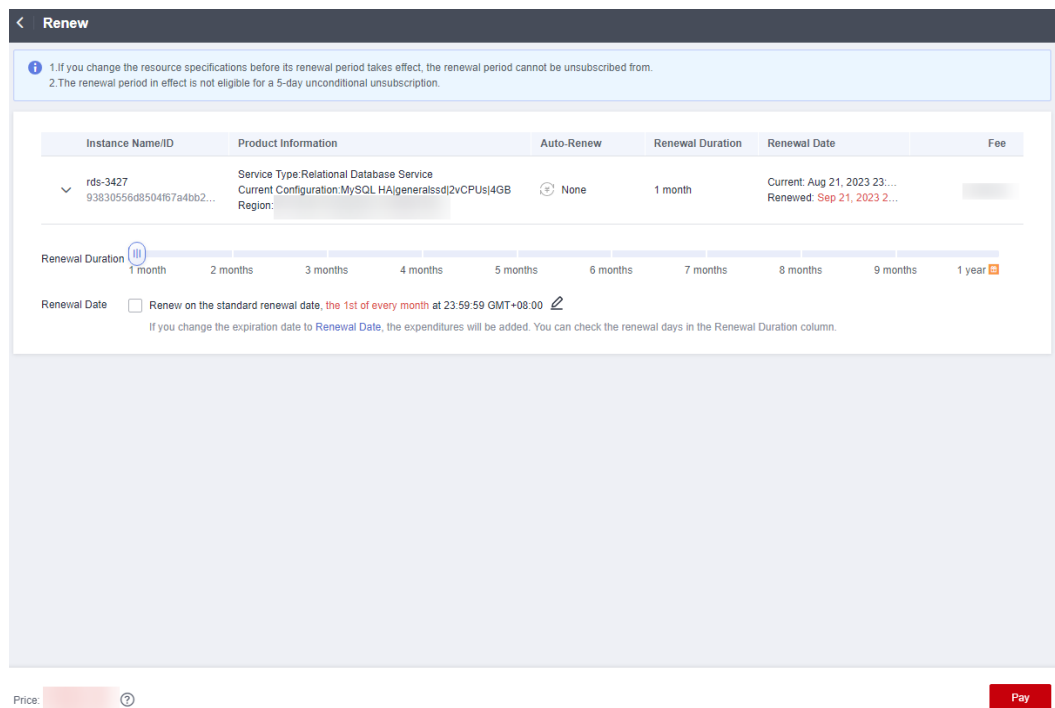 Renew
1.If you change the resource specifications before its renewal period takes effect, the renewal period cannot be unsubscribed from.
2.The renewal period in effect is not eligible for a 5-day unconditional unsubscription.
Instance Name/ID Product Information Auto-Renew Renewal Duration Renewal Date Fee
rds-3427
93830556d8504f67a4bb2...
Service Type:Relational Database Service
Current Configuration:MySQL HA|generalssd|2vCPUs|4GB
Region:
None
1 month
Current: Aug 21, 2023 23:...
Renewed: Sep 21, 2023 2...
Renewal Duration
1 month 2 months 3 months 4 months 5 months 6 months 7 months 8 months 9 months 1 year
Renewal Date Renew on the standard renewal date, the 1st of every month at 23:59:59 GMT+08:00
If you change the expiration date to Renewal Date, the expenditures will be added. You can check the renewal days in the Renewal Duration column.
Price:
Pay